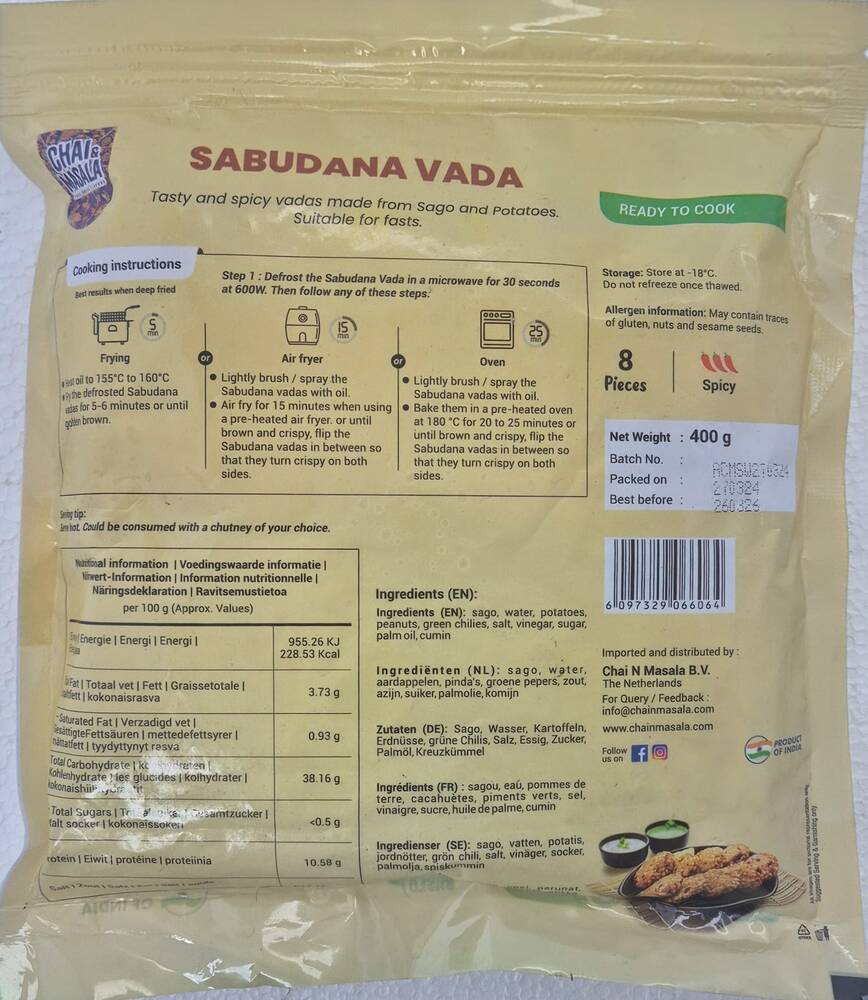 CHAI &
MASALA
SABUDANA VADA
Tasty and spicy vadas made from Sago and Potatoes.
Suitable for fasts.
READY TO COOK
Cooking instructions
Best results when deep fried
Step 1 : Defrost the Sabudana Vada in a microwave for 30 seconds
at 600W. Then follow any of these steps:
5
min
Frying
oil to 155°C to 160°C
the defrosted Sabudana
for 5-6 minutes or until
brown.
or
15
min
Air fryer
• Lightly brush / spray the
Sabudana vadas with oil.
• Air fry for 15 minutes when using
a pre-heated air fryer. or until
brown and crispy, flip the
Sabudana vadas in between so
that they turn crispy on both
sides.
or
25
min
Oven
• Lightly brush / spray the
Sabudana vadas with oil.
• Bake them in a pre-heated oven
at 180 °C for 20 to 25 minutes or
until brown and crispy, flip the
Sabudana vadas in between so
that they turn crispy on both
sides.
Storage: Store at -18°C.
Do not refreeze once thawed.
Allergen information: May contain traces
of gluten, nuts and sesame seeds.
8
Pieces
Spicy
Net Weight : 400 g
Batch No. : ACMSW270324
Packed on : 270324
Best before : 260326
tip:
hot. Could be consumed with a chutney of your choice.
information | Voedingswaarde informatie |
| Information nutritionnelle |
Näringsdeklaration | Ravitsemustietoa
per 100 g (Approx. Values)
Energie | Energi | Energi |
955.26 KJ
228.53 Kcal
Fat | Totaal vet | Fett | Graissetotale |
| kokonaisrasva
3.73 g
Saturated Fat | Verzadigd vet |
Fettsäuren | mettedefettsyrer |
| tyydyttynyt rasva
0.93 g
Total Carbohydrate |
Kohlenhydrate | les glucides | kolhydrater |
38.16 g
- Total Sugars | Gesamtzucker |
socker | kokonaissokeri
<0.5 g
| Eiwit | protéine | proteiinia
10.58 g
Ingredients (EN):
Ingredients (EN): sago, water, potatoes,
peanuts, green chilies, salt, vinegar, sugar,
palm oil, cumin
Ingrediënten (NL): sago, water,
aardappelen, pinda's, groene pepers, zout,
azijn, suiker, palmolie, komijn
Zutaten (DE): Sago, Wasser, Kartoffeln,
Erdnüsse, grüne Chilis, Salz, Essig, Zucker,
Palmöl, Kreuzkümmel
Ingrédients (FR) : sagou, eaú, pommes de
terre, cacahuètes, piments verts, sel,
vinaigre, sucre, huile de palme, cumin
Ingredienser (SE): sago, vatten, potatis,
jordnötter, grön chili, salt, vinäger, socker,
palmolja, spiskummin
6 097329 066064
Imported and distributed by :
Chai N Masala B.V.
The Netherlands
For Query / Feedback :
info@chainmasala.com
www.chainmasala.com
Follow
us on
PRODUCT
OF INDIA
Suggested Serving & Garnishing only